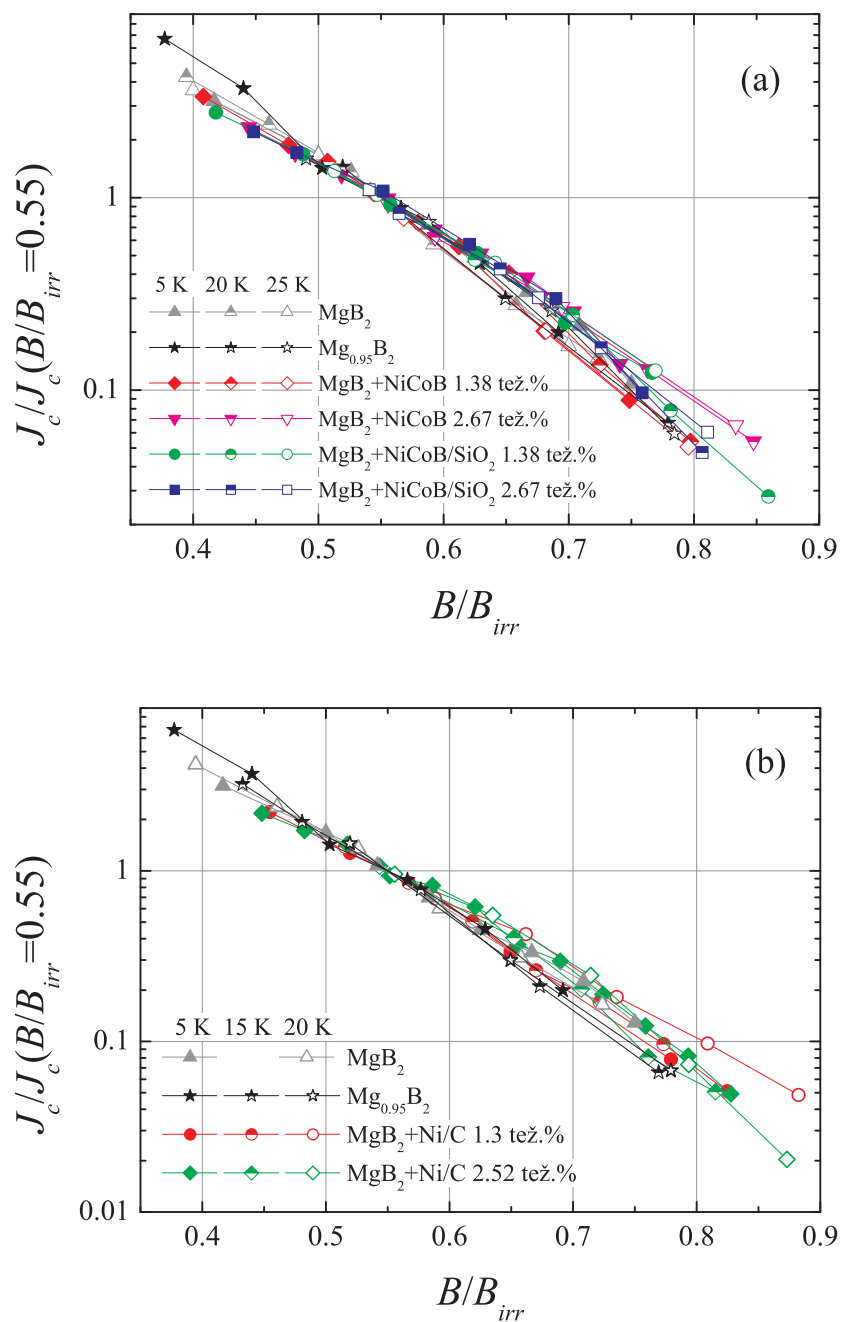 (a)
J_c/J_c(B/B_irr=0.55)
1
0.1
5 K 20 K 25 K
MgB₂
Mg₀.₉₅B₂
MgB₂+NiCoB 1.38 tež.%
MgB₂+NiCoB 2.67 tež.%
MgB₂+NiCoB/SiO₂ 1.38 tež.%
MgB₂+NiCoB/SiO₂ 2.67 tež.%
0.4 0.5 0.6 0.7 0.8 0.9
B/B_irr
(b)
J_c/J_c(B/B_irr=0.55)
1
0.1
0.01
5 K 15 K 20 K
MgB₂
Mg₀.₉₅B₂
MgB₂+Ni/C 1.3 tež.%
MgB₂+Ni/C 2.52 tež.%
0.4 0.5 0.6 0.7 0.8 0.9
B/B_irr